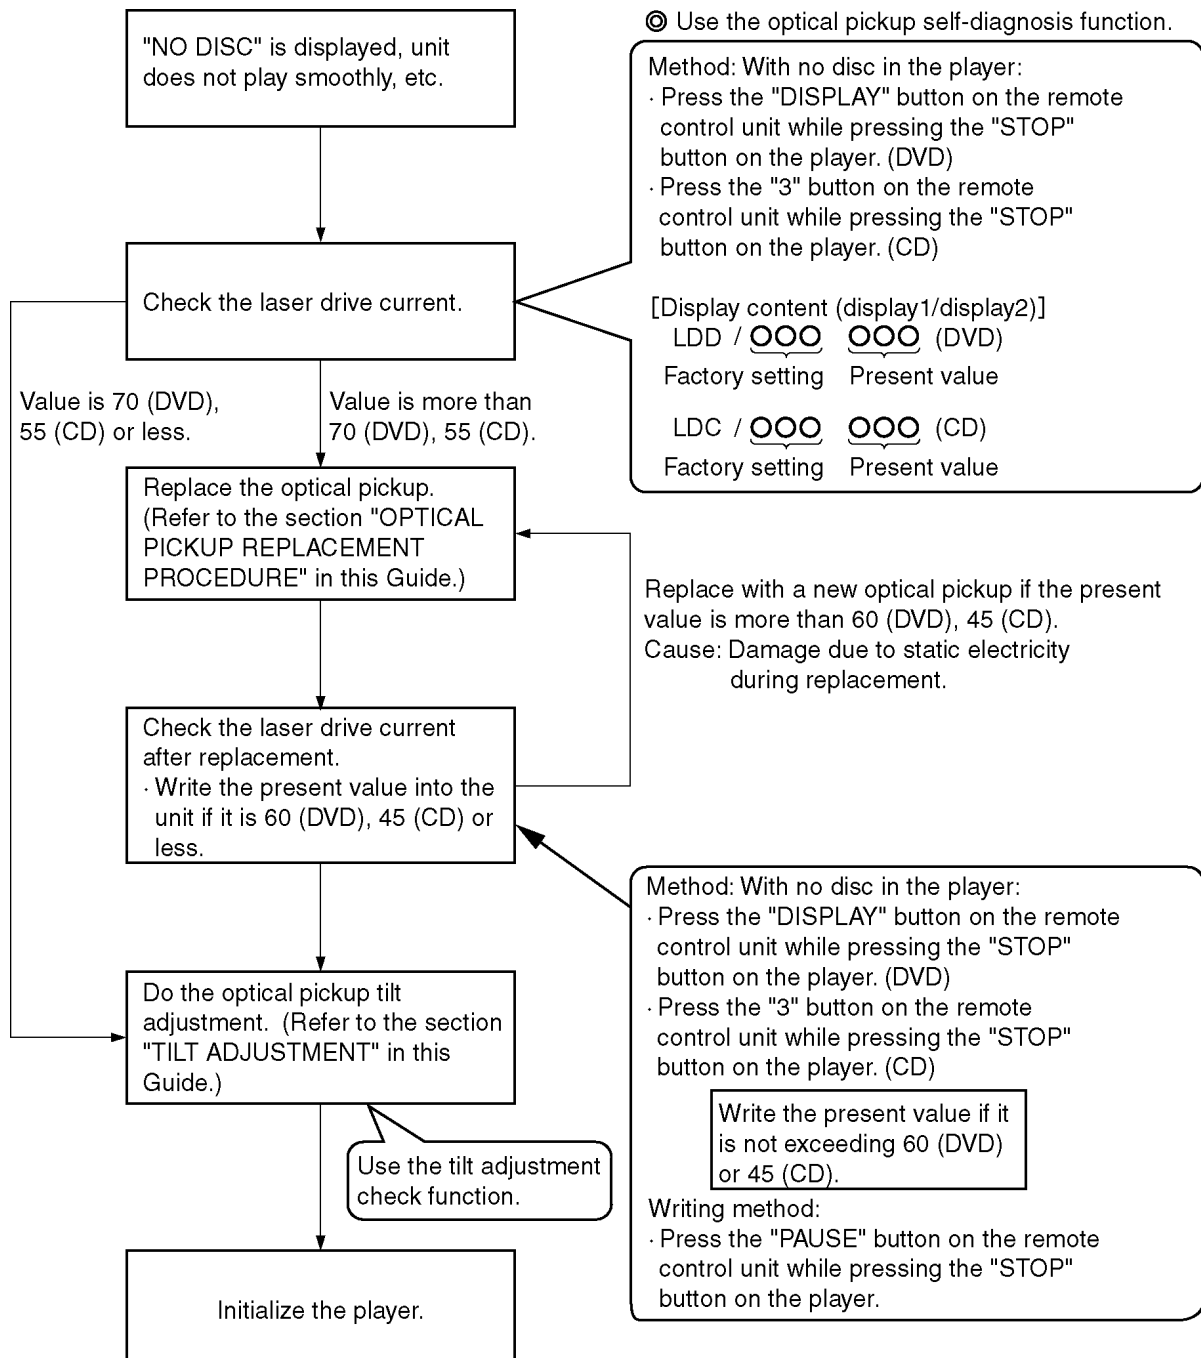 "NO DISC" is displayed, unit
does not play smoothly, etc.
◎ Use the optical pickup self-diagnosis function.
Method: With no disc in the player:
· Press the "DISPLAY" button on the remote
control unit while pressing the "STOP"
button on the player. (DVD)
· Press the "3" button on the remote
control unit while pressing the "STOP"
button on the player. (CD)
[Display content (display1/display2)]
LDD / OOO OOO (DVD)
Factory setting Present value
LDC / OOO OOO (CD)
Factory setting Present value
Check the laser drive current.
Value is 70 (DVD),
55 (CD) or less.
Value is more than
70 (DVD), 55 (CD).
Replace the optical pickup.
(Refer to the section "OPTICAL
PICKUP REPLACEMENT
PROCEDURE" in this Guide.)
Replace with a new optical pickup if the present
value is more than 60 (DVD), 45 (CD).
Cause: Damage due to static electricity
during replacement.
Check the laser drive current
after replacement.
· Write the present value into the
unit if it is 60 (DVD), 45 (CD) or
less.
Method: With no disc in the player:
· Press the "DISPLAY" button on the remote
control unit while pressing the "STOP"
button on the player. (DVD)
· Press the "3" button on the remote
control unit while pressing the "STOP"
button on the player. (CD)
Write the present value if it
is not exceeding 60 (DVD)
or 45 (CD).
Writing method:
· Press the "PAUSE" button on the remote
control unit while pressing the "STOP"
button on the player.
Do the optical pickup tilt
adjustment. (Refer to the section
"TILT ADJUSTMENT" in this
Guide.)
Use the tilt adjustment
check function.
Initialize the player.